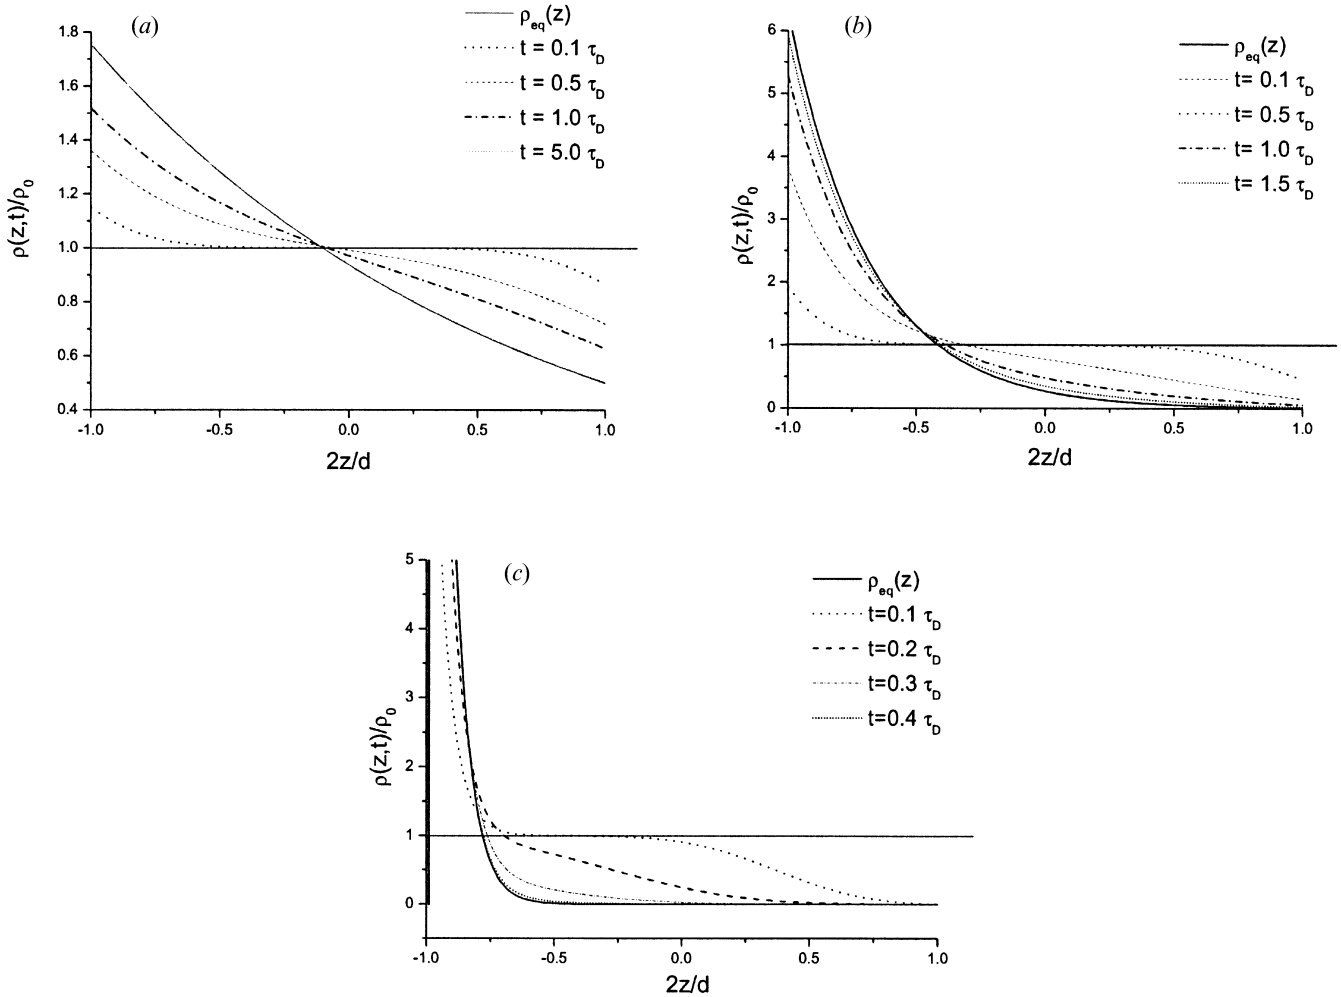 (a)
ρeq(z)
t = 0.1 τD
t = 0.5 τD
t = 1.0 τD
t = 5.0 τD
1.8
1.6
1.4
1.2
1.0
0.8
0.6
0.4
ρ(z,t)/ρ0
-1.0 -0.5 0.0 0.5 1.0
2z/d
(b)
ρeq(z)
t= 0.1 τD
t= 0.5 τD
t= 1.0 τD
t= 1.5 τD
6
5
4
3
2
1
0
ρ(z,t)/ρ0
-1.0 -0.5 0.0 0.5 1.0
2z/d
(c)
ρeq(z)
t=0.1 τD
t=0.2 τD
t=0.3 τD
t=0.4 τD
5
4
3
2
1
0
ρ(z,t)/ρ0
-1.0 -0.5 0.0 0.5 1.0
2z/d